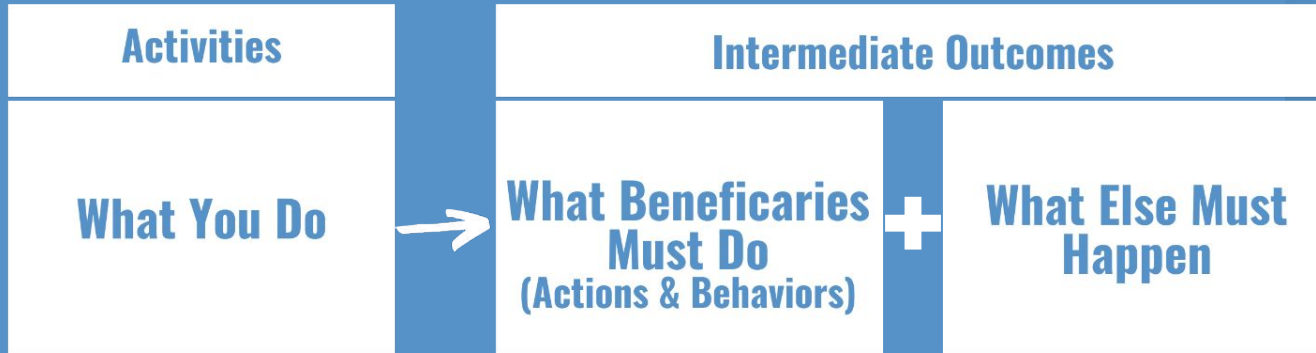 Activities
Intermediate Outcomes
What You Do
What Beneficaries
Must Do
(Actions & Behaviors)
What Else Must
Happen